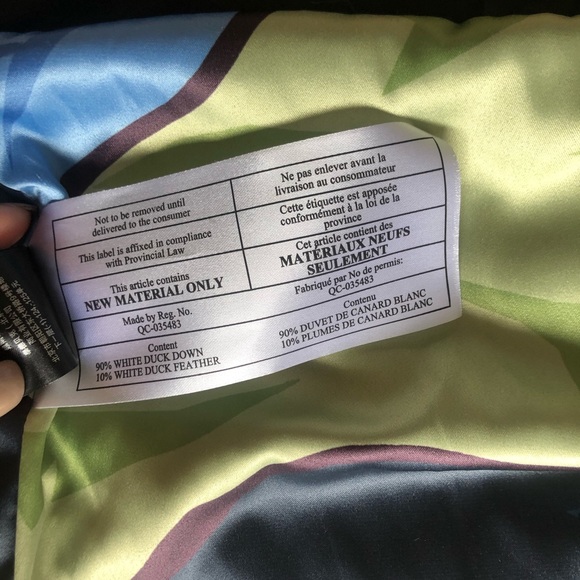 Not to be removed until
delivered to the consumer
This label is affixed in compliance
with Provincial Law
This article contains
NEW MATERIAL ONLY
Made by Reg. No.
QC-035483
Content
90% WHITE DUCK DOWN
10% WHITE DUCK FEATHER
Ne pas enlever avant la
livraison au consommateur
Cette étiquette est apposée
conformément à la loi de la
province
Cet article contient des
MATÉRIAUX NEUFS
SEULEMENT
Fabriqué par No de permis:
QC-035483
Contenu
90% DUVET DE CANARD BLANC
10% PLUMES DE CANARD BLANC